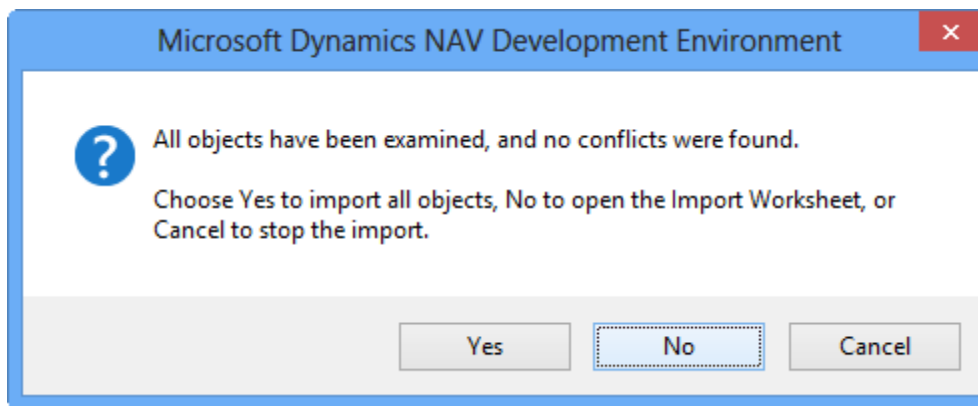 Microsoft Dynamics NAV Development Environment
All objects have been examined, and no conflicts were found.
Choose Yes to import all objects, No to open the Import Worksheet, or
Cancel to stop the import.
Yes
No
Cancel